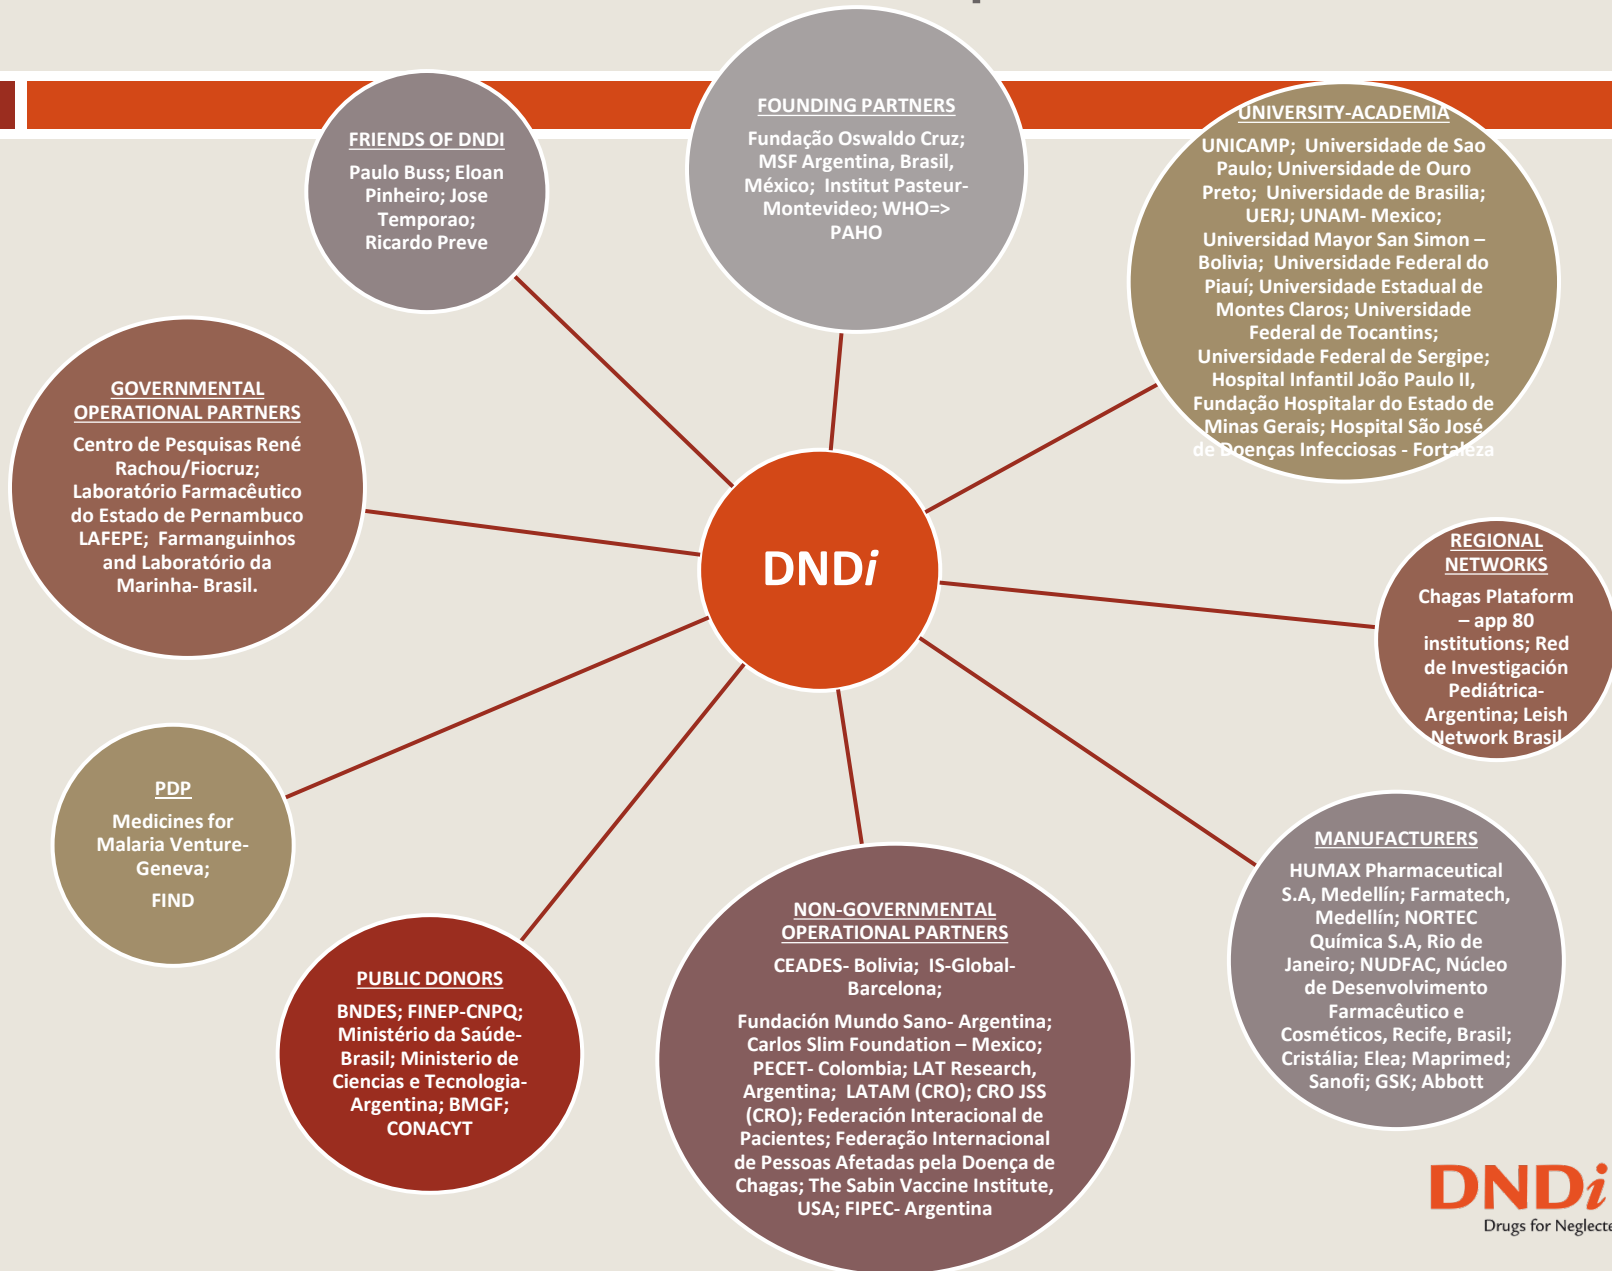 FRIENDS OF DNDI
Paulo Buss; Eloan
Pinheiro; Jose
Temporao;
Ricardo Preve
FOUNDING PARTNERS
Fundação Oswaldo Cruz;
MSF Argentina, Brasil,
México; Institut Pasteur-
Montevideo; WHO=>
PAHO
UNIVERSITY-ACADEMIA
UNICAMP; Universidade de Sao
Paulo; Universidade de Ouro
Preto; Universidade de Brasilia;
UERJ; UNAM- Mexico;
Universidad Mayor San Simon –
Bolivia; Universidade Federal do
Piauí; Universidade Estadual de
Montes Claros; Universidade
Federal de Tocantins;
Universidade Federal de Sergipe;
Hospital Infantil João Paulo II,
Fundação Hospitalar do Estado de
Minas Gerais; Hospital São José
de Doenças Infecciosas - Fortaleza
GOVERNMENTAL
OPERATIONAL PARTNERS
Centro de Pesquisas René
Rachou/Fiocruz;
Laboratório Farmacêutico
do Estado de Pernambuco
LAFEPE; Farmanguinhos
and Laboratório da
Marinha- Brasil.
DNDi
REGIONAL
NETWORKS
Chagas Plataform
– app 80
institutions; Red
de Investigación
Pediátrica-
Argentina; Leish
Network Brasil
PDP
Medicines for
Malaria Venture-
Geneva;
FIND
PUBLIC DONORS
BNDES; FINEP-CNPQ;
Ministério da Saúde-
Brasil; Ministerio de
Ciencias e Tecnologia-
Argentina; BMGF;
CONACYT
NON-GOVERNMENTAL
OPERATIONAL PARTNERS
CEADES- Bolivia; IS-Global-
Barcelona;
Fundación Mundo Sano- Argentina;
Carlos Slim Foundation – Mexico;
PECET- Colombia; LAT Research,
Argentina; LATAM (CRO); CRO JSS
(CRO); Federación Interacional de
Pacientes; Federação Internacional
de Pessoas Afetadas pela Doença de
Chagas; The Sabin Vaccine Institute,
USA; FIPEC- Argentina
MANUFACTURERS
HUMAX Pharmaceutical
S.A, Medellín; Farmatech,
Medellín; NORTEC
Química S.A, Rio de
Janeiro; NUDFAC, Núcleo
de Desenvolvimento
Farmacêutico e
Cosméticos, Recife, Brasil;
Cristália; Elea; Maprimed;
Sanofi; GSK; Abbott
DNDi
Drugs for Neglecte